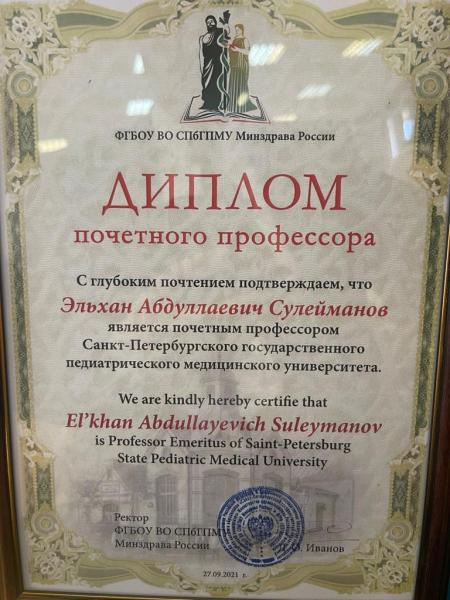 ФГБОУ ВО СПбГПМУ Минздрава России
ДИПЛОМ
почетного профессора
С глубоким почтением подтверждаем, что
Эльхан Абдуллаевич Сулейманов
является почетным профессором
Санкт-Петербургского государственного
педиатрического медицинского университета.
We are kindly hereby certifie that
El’khan Abdullayevich Suleymanov
is Professor Emeritus of Saint-Petersburg
State Pediatric Medical University
Ректор
ФГБОУ ВО СПбГПМУ
Минздрава России
Иванов
27.09.2021 г.